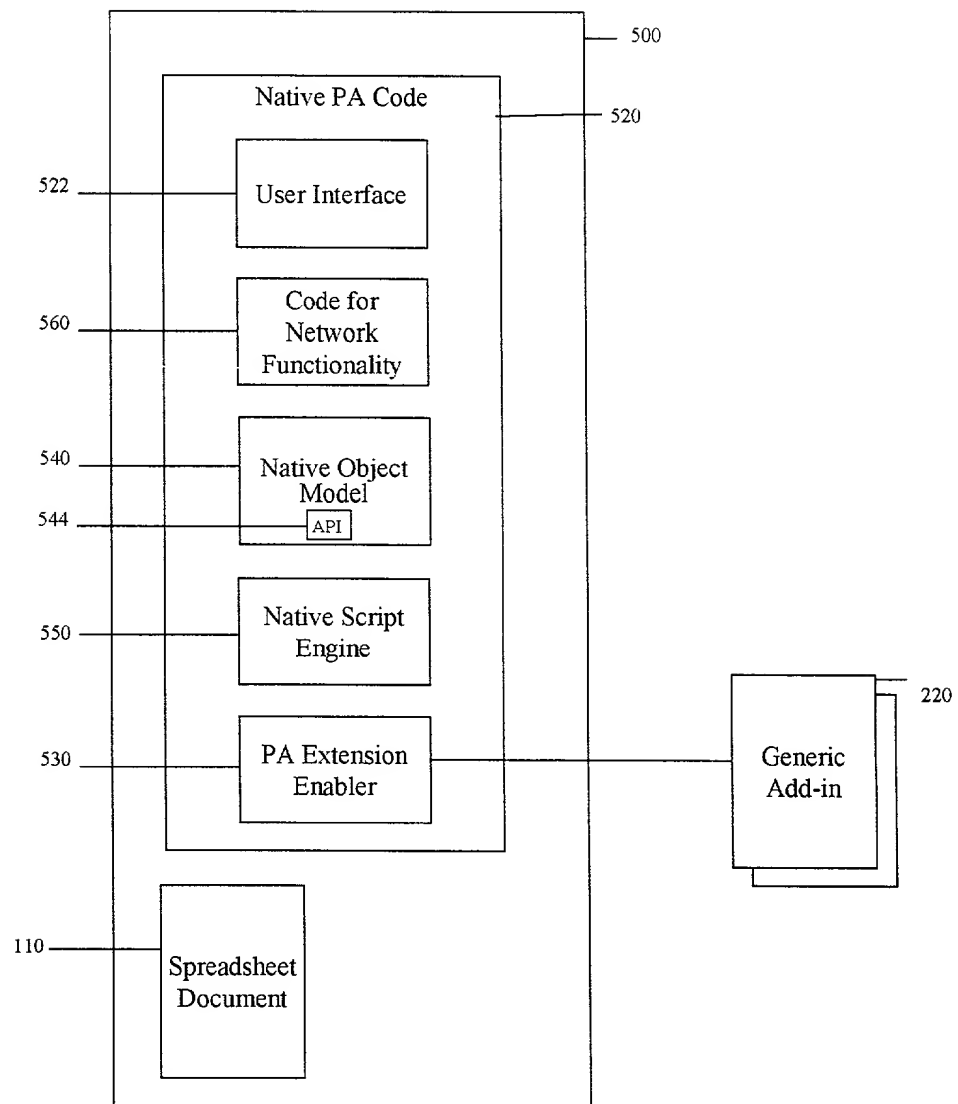 500
Native PA Code
520
522
User Interface
560
Code for
Network
Functionality
540
Native Object
Model
544
API
550
Native Script
Engine
530
PA Extension
Enabler
220
Generic
Add-in
110
Spreadsheet
Document